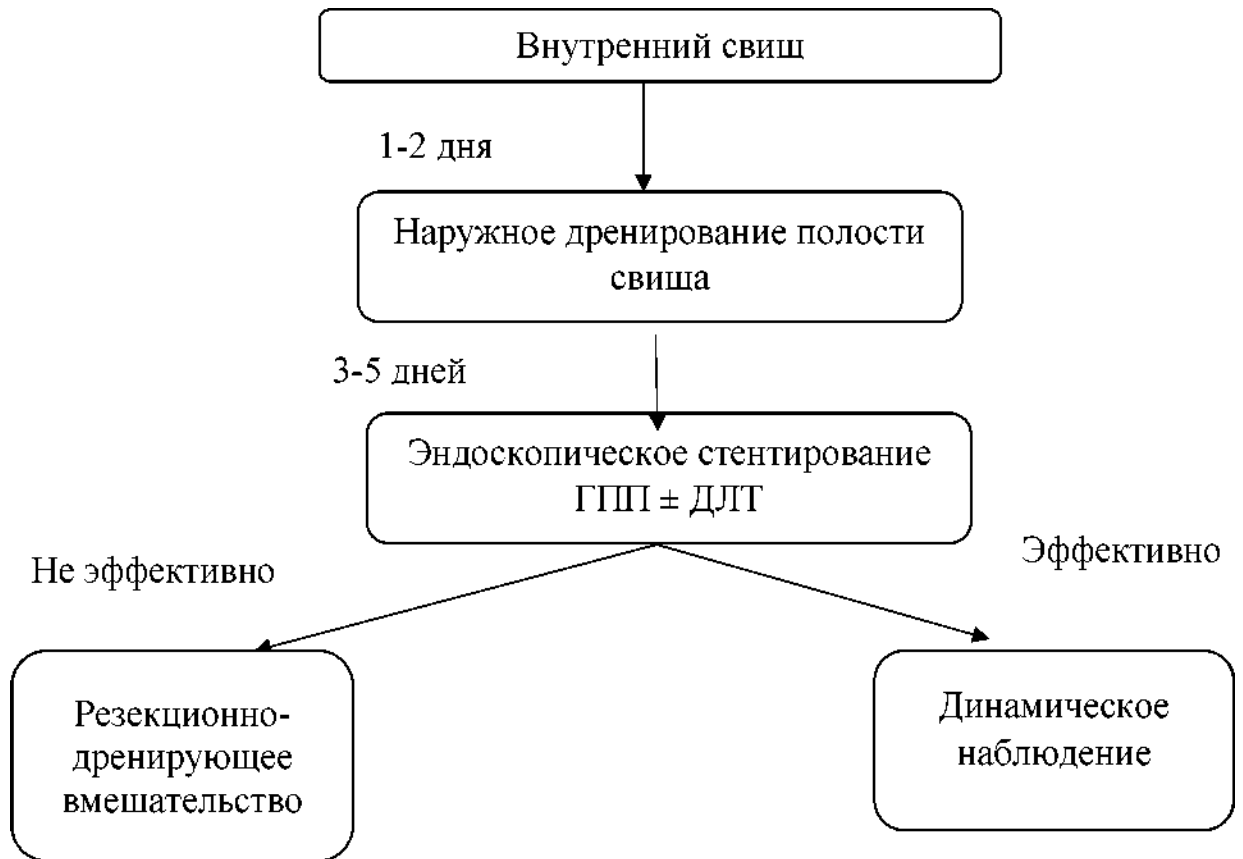 Внутренний свищ
1-2 дня
Наружное дренирование полости
свища
3-5 дней
Эндоскопическое стентирование
ГПП ± ДЛТ
Не эффективно
Эффективно
Резекционно-
дренирующее
вмешательство
Динамическое
наблюдение